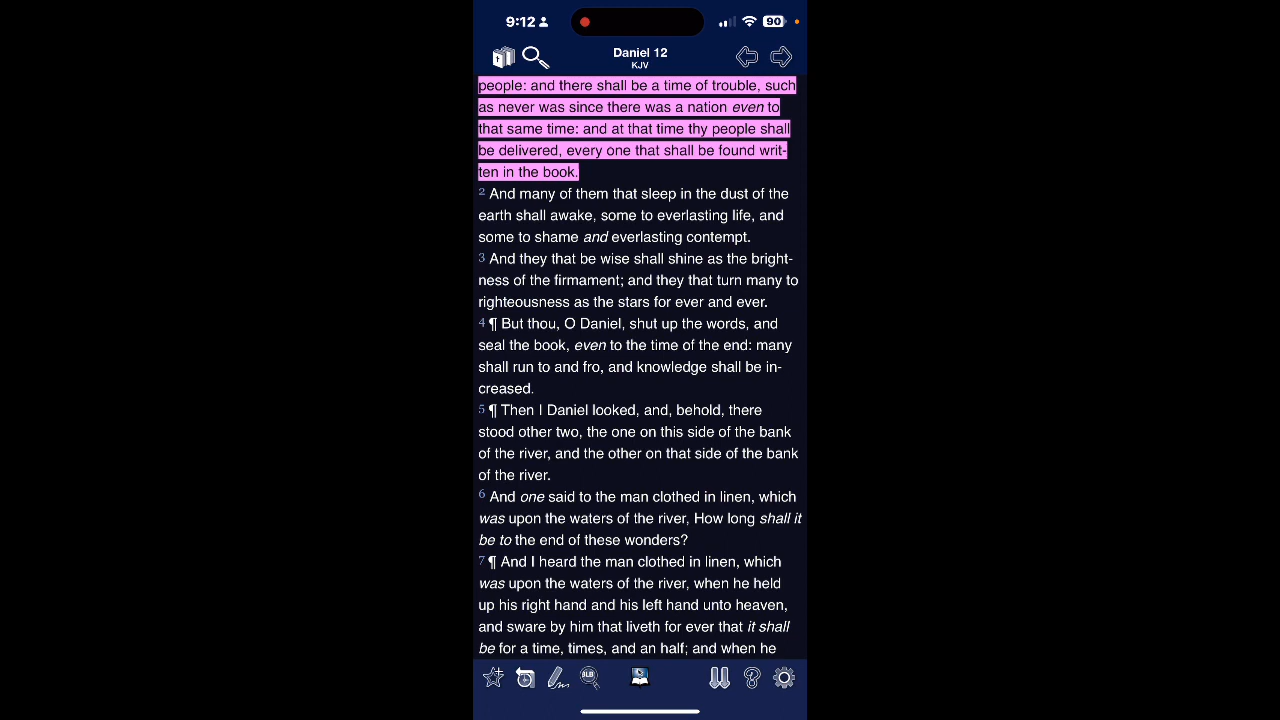 9:12
90
Daniel 12
KJV
people: and there shall be a time of trouble, such
as never was since there was a nation even to
that same time: and at that time thy people shall
be delivered, every one that shall be found writ-
ten in the book.
2 And many of them that sleep in the dust of the
earth shall awake, some to everlasting life, and
some to shame and everlasting contempt.
3 And they that be wise shall shine as the bright-
ness of the firmament; and they that turn many to
righteousness as the stars for ever and ever.
4 ¶ But thou, O Daniel, shut up the words, and
seal the book, even to the time of the end: many
shall run to and fro, and knowledge shall be in-
creased.
5 ¶ Then I Daniel looked, and, behold, there
stood other two, the one on this side of the bank
of the river, and the other on that side of the bank
of the river.
6 And one said to the man clothed in linen, which
was upon the waters of the river, How long shall it
be to the end of these wonders?
7 ¶ And I heard the man clothed in linen, which
was upon the waters of the river, when he held
up his right hand and his left hand unto heaven,
and sware by him that liveth for ever that it shall
be for a time, times, and an half; and when he
BLB